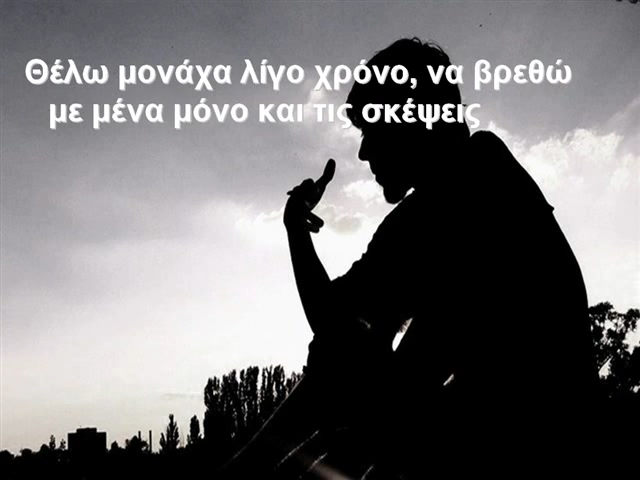 Θέλω μονάχα λίγο χρόνο, να βρεθώ
με μένα μόνο και τις σκέψεις